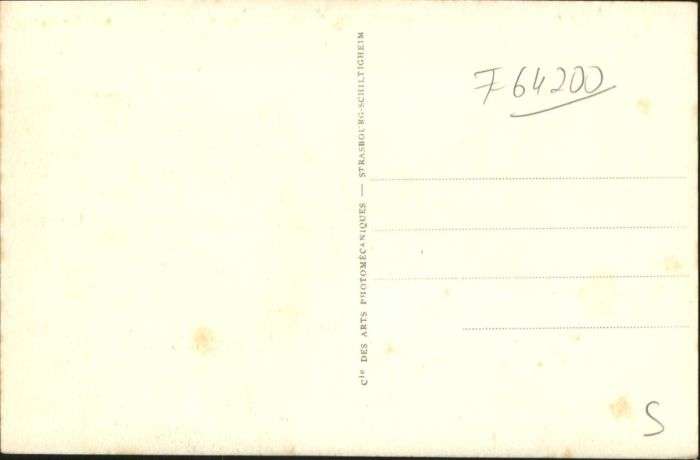 F 64200
Cie DES ARTS PHOTOMÉCANIQUES — STRASBOURG-SCHILTIGHEIM
S